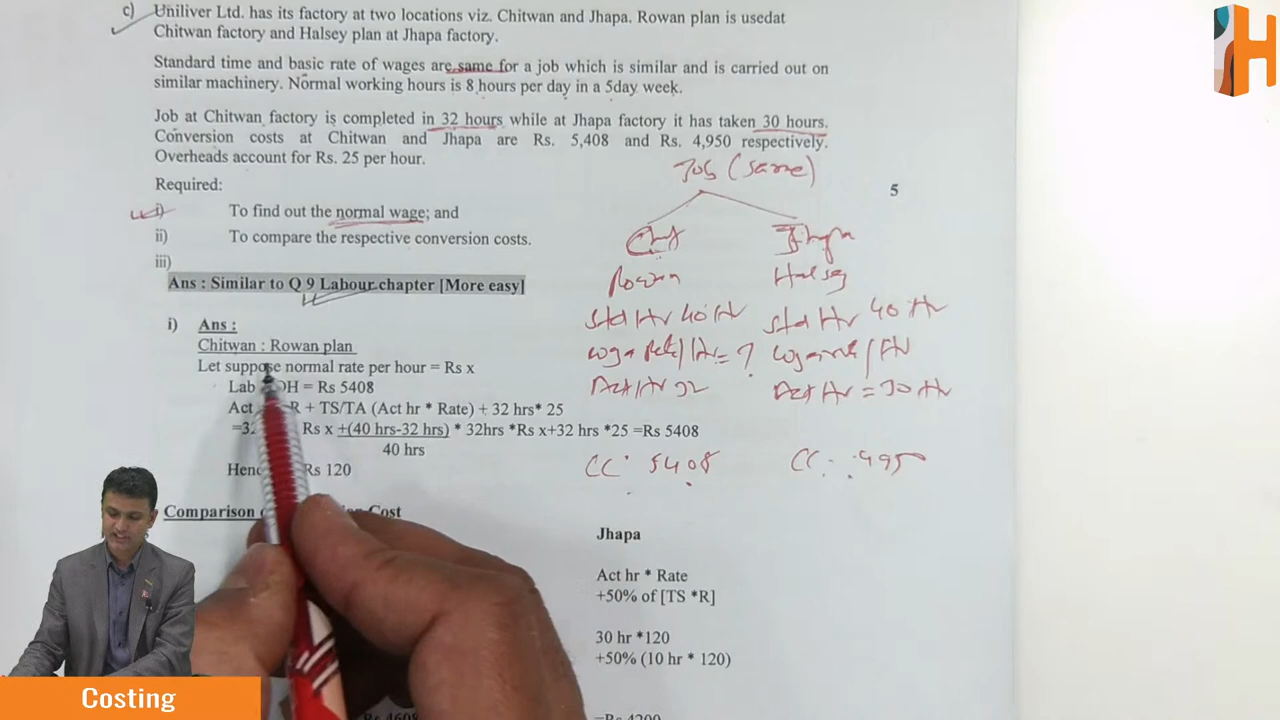 c) Uniliver Ltd. has its factory at two locations viz. Chitwan and Jhapa. Rowan plan is usedat
Chitwan factory and Halsey plan at Jhapa factory.
Standard time and basic rate of wages are same for a job which is similar and is carried out on
similar machinery. Normal working hours is 8 hours per day in a 5day week.
Job at Chitwan factory is completed in 32 hours while at Jhapa factory it has taken 30 hours.
Conversion costs at Chitwan and Jhapa are Rs. 5,408 and Rs. 4,950 respectively.
Overheads account for Rs. 25 per hour.
Job (same)
Required:
5
i) To find out the normal wage; and
ii) To compare the respective conversion costs.
iii)
Jhapa
Rowan Halsey
Ans : Similar to Q 9 Labour chapter [More easy]
Std Hr 40 Hr Std Hr 40 Hr
i) Ans :
Chitwan : Rowan plan
= ?
Let suppose normal rate per hour = Rs x
Lab OH = Rs 5408
Act Hr 32 Act Hr = 30 Hr
Act R + TS/TA (Act hr * Rate) + 32 hrs* 25
=32 Rs x +(40 hrs-32 hrs) * 32hrs *Rs x+32 hrs *25 =Rs 5408
40 hrs
CC : 5408 CC : 4950
Rs 120
Comparison Cost
Jhapa
Act hr * Rate
+50% of [TS *R]
30 hr *120
+50% (10 hr * 120)
Rs 4608 =Rs 4200
Costing